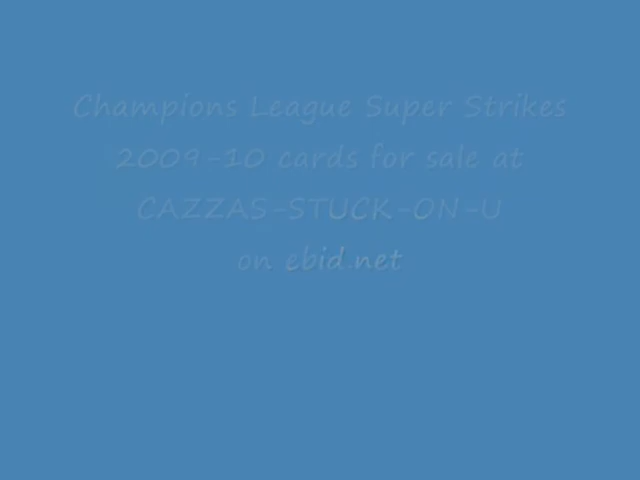 Champions League Super Strikes
2009-10 cards for sale at
CAZZAS-STUCK-ON-U
on ebid.net